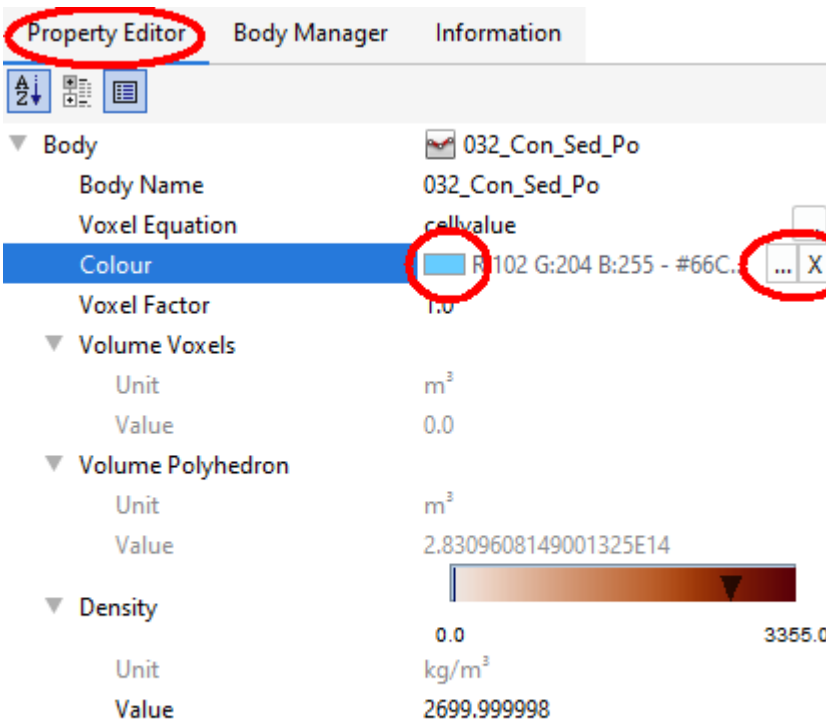 Property Editor Body Manager Information
Body 032_Con_Sed_Po
Body Name 032_Con_Sed_Po
Voxel Equation cellvalue ...
Colour R:102 G:204 B:255 - #66C... ... X
Voxel Factor 1.0
Volume Voxels
Unit m³
Value 0.0
Volume Polyhedron
Unit m³
Value 2.8309608149001325E14
Density
0.0 3355.0
Unit kg/m³
Value 2699.999998